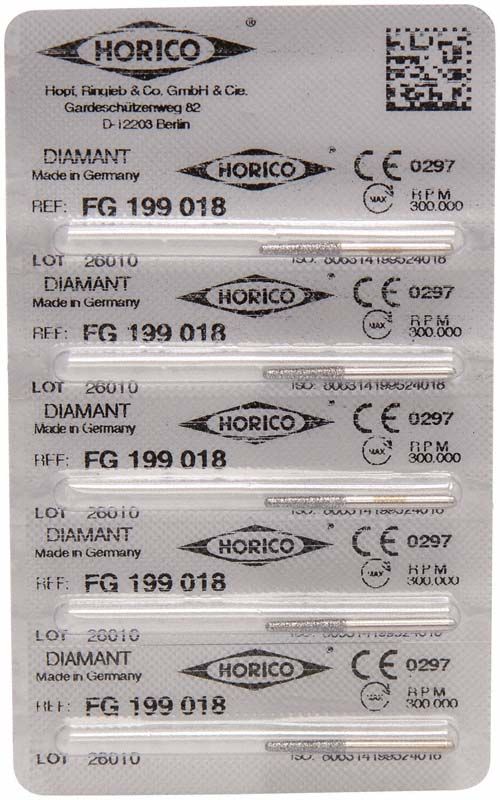 HORICO ®
Hopf, Ringleb & Co. GmbH & Cie.
Gardeschützenweg 82
D-12203 Berlin
DIAMANT HORICO ® CE 0297
Made in Germany
MAX RPM 300.000
REF: FG 199 018
LOT 26010 ISO: 806314199524018
DIAMANT HORICO ® CE 0297
Made in Germany
MAX RPM 300.000
REF: FG 199 018
LOT 26010 ISO: 806314199524018
DIAMANT HORICO ® CE 0297
Made in Germany
MAX RPM 300.000
REF: FG 199 018
LOT 26010 ISO: 806314199524018
DIAMANT HORICO ® CE 0297
Made in Germany
MAX RPM 300.000
REF: FG 199 018
LOT 26010 ISO: 806314199524018
DIAMANT HORICO ® CE 0297
Made in Germany
MAX RPM 300.000
REF: FG 199 018
LOT 26010 ISO: 806314199524018